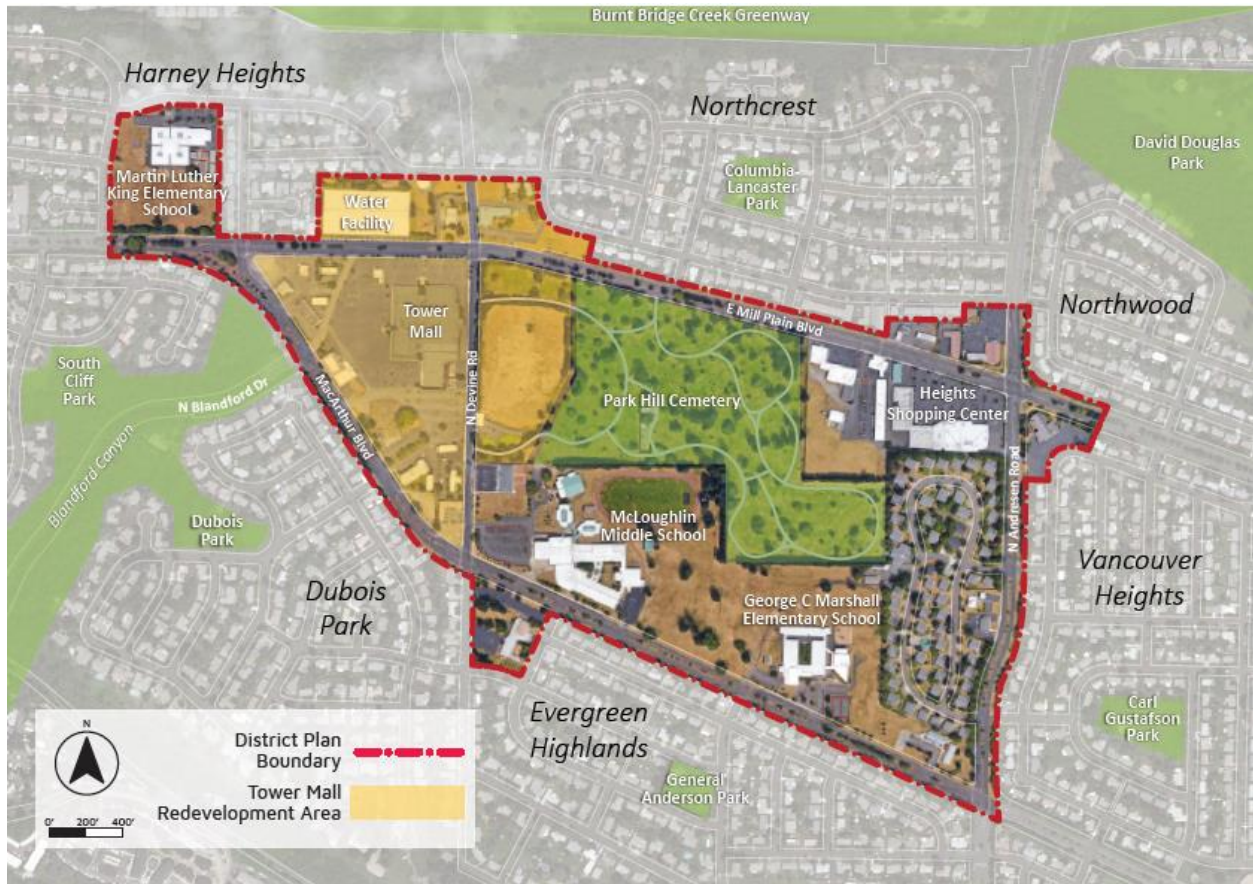 Burnt Bridge Creek Greenway
Harney Heights
Northcrest
David Douglas
Park
Columbia
Lancaster
Park
Martin Luther
King Elementary
School
Water
Facility
Northwood
Tower
Mall
E Mill Plain Blvd
South
Cliff
Park
N Blandford Dr
MacArthur Blvd
N Devine Rd
Park Hill Cemetery
Heights
Shopping Center
Blandford Canyon
Dubois
Park
McLoughlin
Middle School
N Andresen Road
Vancouver
Heights
Dubois
Park
George C Marshall
Elementary School
Evergreen
Highlands
Carl
Gustafson
Park
General
Anderson Park
N
0' 200' 400'
District Plan
Boundary
Tower Mall
Redevelopment Area